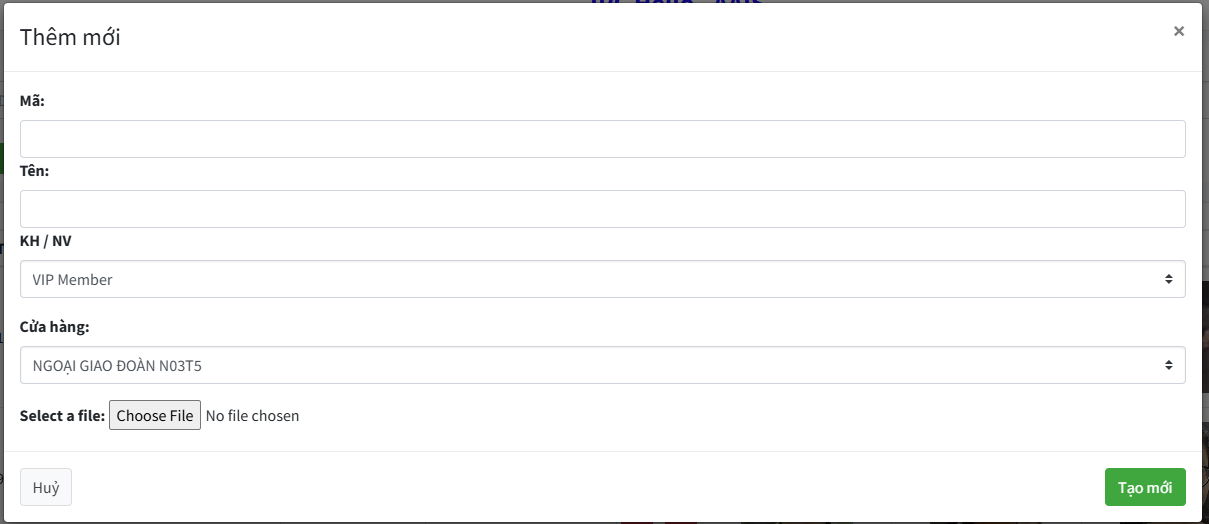 Thêm mới
×
Mã:
Tên:
KH / NV
VIP Member
Cửa hàng:
NGOẠI GIAO ĐOÀN N03T5
Select a file: Choose File No file chosen
Huỷ
Tạo mới